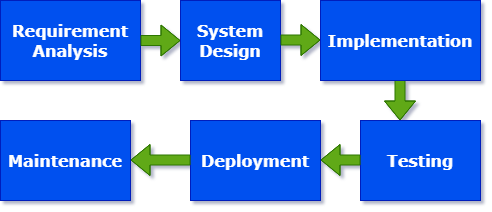 Requirement
Analysis
System
Design
Implementation
Testing
Deployment
Maintenance